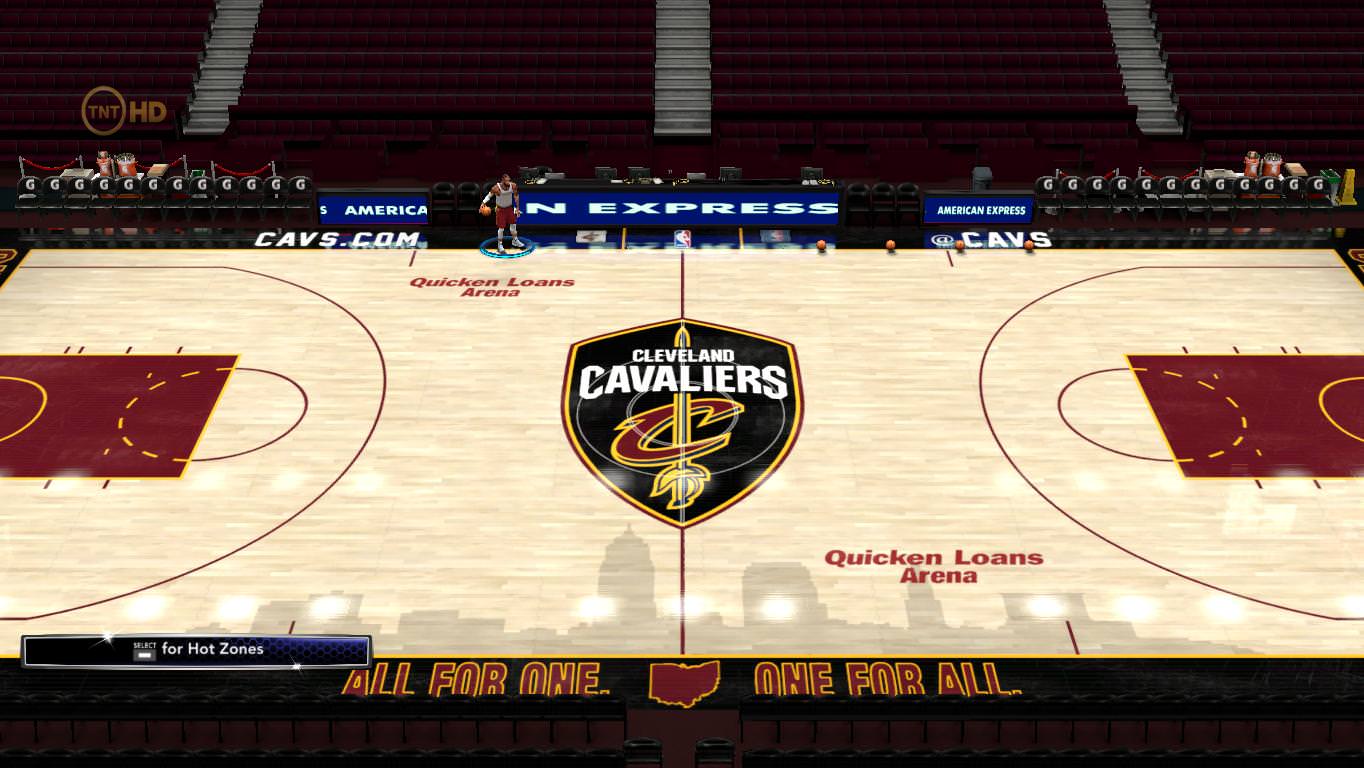 TNT HD
G G G G G G G G G G G G
G G G G G G G G G G G G
S AMERICA
N EXPRESS
AMERICAN EXPRESS
CAVS.COM
@CAVS
Quicken Loans
Arena
CLEVELAND
CAVALIERS
C
Quicken Loans
Arena
SELECT
for Hot Zones
ALL FOR ONE.
ONE FOR ALL.